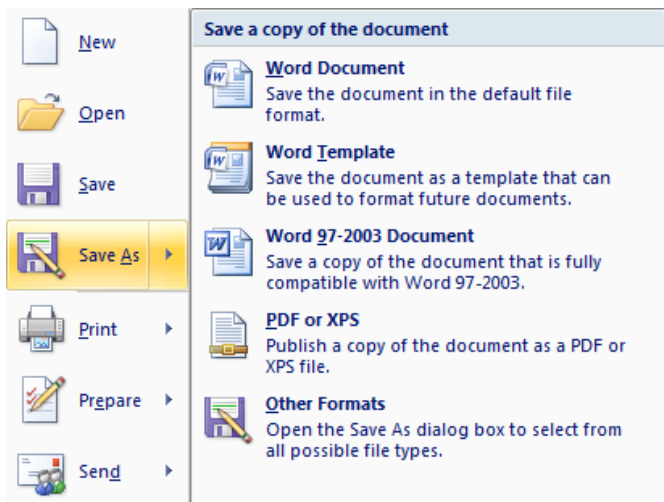 New
Open
Save
Save As
Print
Prepare
Send
Save a copy of the document
Word Document
Save the document in the default file
format.
Word Template
Save the document as a template that can
be used to format future documents.
Word 97-2003 Document
Save a copy of the document that is fully
compatible with Word 97-2003.
PDF or XPS
Publish a copy of the document as a PDF or
XPS file.
Other Formats
Open the Save As dialog box to select from
all possible file types.